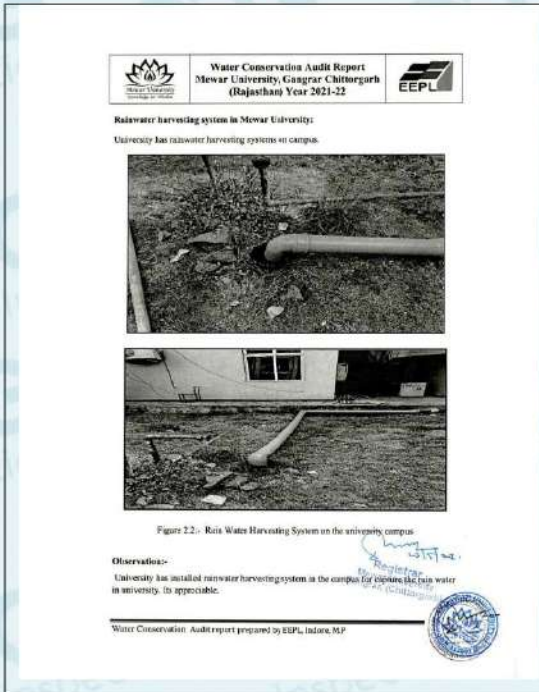 Mewar University
Water Conservation Audit Report
Mewar University, Gangrar Chittorgarh
(Rajasthan) Year 2021-22
EEPL
Rainwater harvesting system in Mewar University:
University has rainwater harvesting systems on campus.
Figure 2.2:- Rain Water Harvesting System on the university campus
Registrar
Observation:-
University has installed rainwater harvesting system in the campus for
rain water
in university. Its approciable.
Water Conservation Audit report prepared by EEPL, Indore, M.P